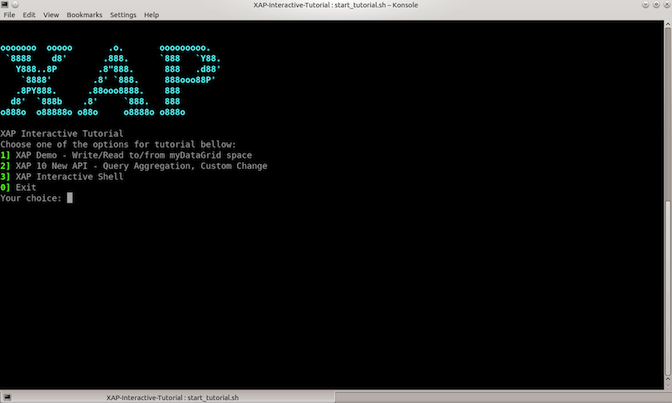 XAP-Interactive-Tutorial : start_tutorial.sh – Konsole
File Edit View Bookmarks Settings Help
ooooooo  ooooo       .o.       ooooooooo.
 `8888    d8'       .888.      `888   `Y88.
   Y888..8P        .8"888.      888   .d88'
    `8888'        .8' `888.     888ooo88P'
   .8PY888.      .88ooo8888.    888
  d8'  `888b    .8'     `888.   888
o888o  o88888o o88o     o8888o o888o
XAP Interactive Tutorial
Choose one of the options for tutorial bellow:
1] XAP Demo - Write/Read to/from myDataGrid space
2] XAP 10 New API - Query Aggregation, Custom Change
3] XAP Interactive Shell
0] Exit
Your choice:
XAP-Interactive-Tutorial : start_tutorial.sh